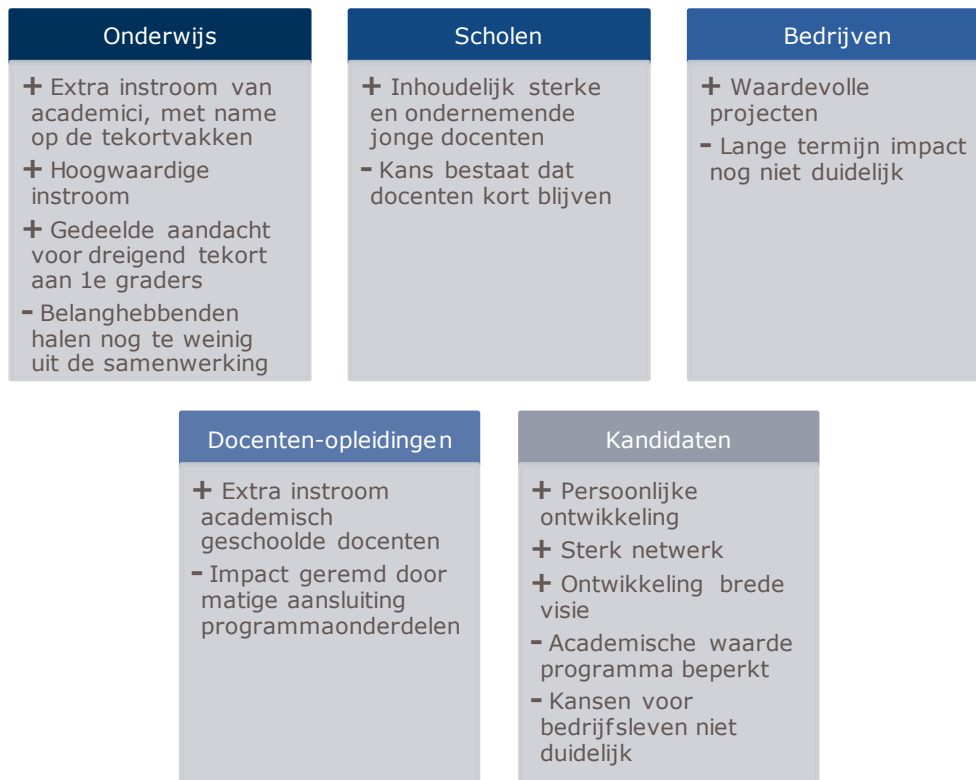 Onderwijs
+ Extra instroom van
academici, met name
op de tekortvakken
+ Hoogwaardige
instroom
+ Gedeelde aandacht
voor dreigend tekort
aan 1e graders
- Belanghebbenden
halen nog te weinig
uit de samenwerking
Scholen
+ Inhoudelijk sterke
en ondernemende
jonge docenten
- Kans bestaat dat
docenten kort blijven
Bedrijven
+ Waardevolle
projecten
- Lange termijn impact
nog niet duidelijk
Docenten-opleidingen
+ Extra instroom
academisch
geschoolde docenten
- Impact geremd door
matige aansluiting
programmaonderdelen
Kandidaten
+ Persoonlijke
ontwikkeling
+ Sterk netwerk
+ Ontwikkeling brede
visie
- Academische waarde
programma beperkt
- Kansen voor
bedrijfsleven niet
duidelijk